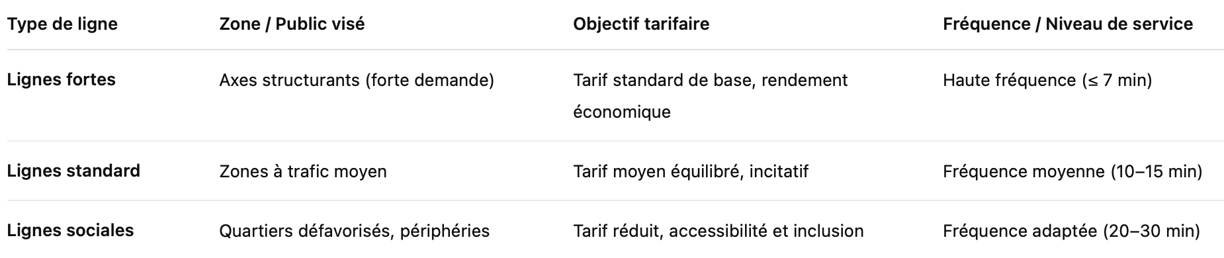 Type de ligne	Zone / Public visé	Objectif tarifaire	Fréquence / Niveau de service
Lignes fortes	Axes structurants (forte demande)	Tarif standard de base, rendement économique	Haute fréquence (≤ 7 min)
Lignes standard	Zones à trafic moyen	Tarif moyen équilibré, incitatif	Fréquence moyenne (10–15 min)
Lignes sociales	Quartiers défavorisés, périphéries	Tarif réduit, accessibilité et inclusion	Fréquence adaptée (20–30 min)